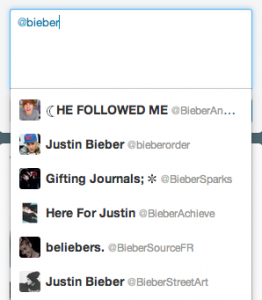 @bieber
☾HE FOLLOWED ME @BieberAn...
Justin Bieber @bieberorder
Gifting Journals; ✼ @BieberSparks
Here For Justin @BieberAchieve
beliebers. @BieberSourceFR
Justin Bieber @BieberStreetArt